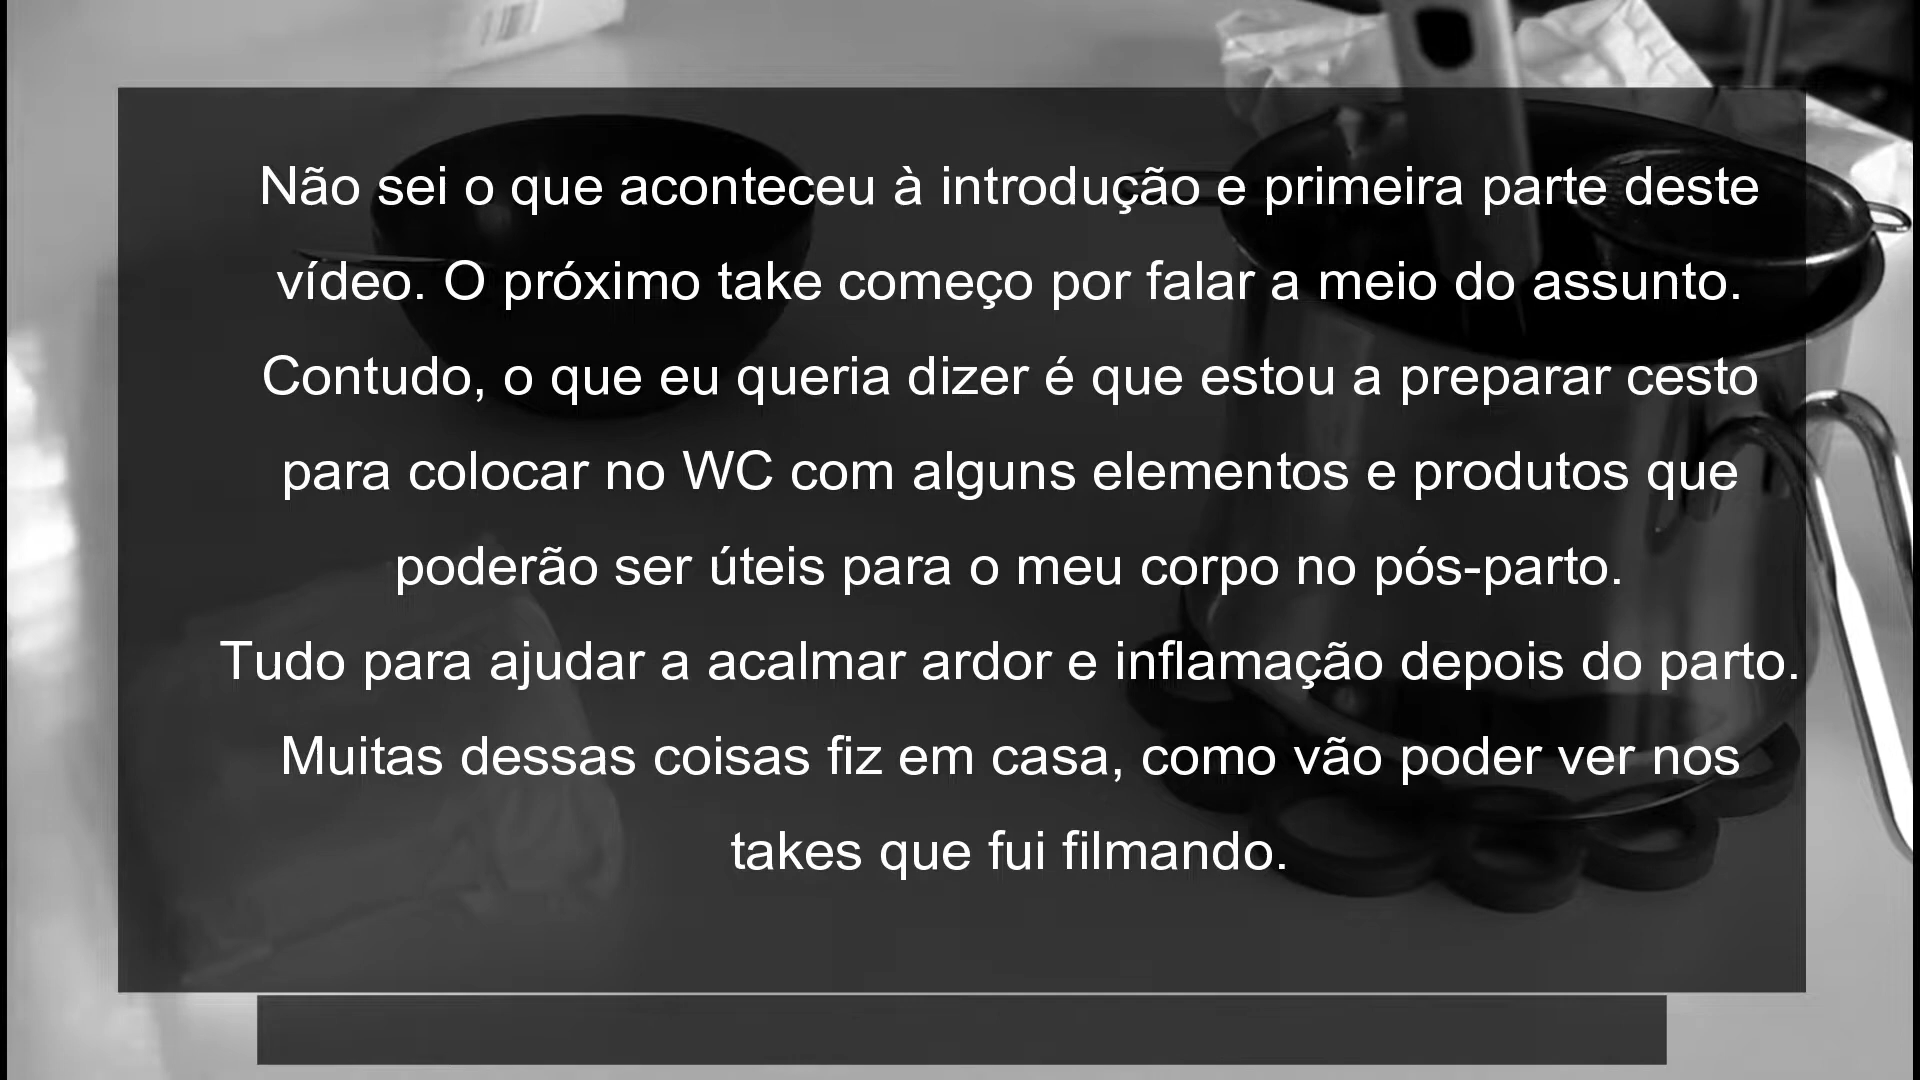 Não sei o que aconteceu à introdução e primeira parte deste
vídeo. O próximo take começo por falar a meio do assunto.
Contudo, o que eu queria dizer é que estou a preparar cesto
para colocar no WC com alguns elementos e produtos que
poderão ser úteis para o meu corpo no pós-parto.
Tudo para ajudar a acalmar ardor e inflamação depois do parto.
Muitas dessas coisas fiz em casa, como vão poder ver nos
takes que fui filmando.